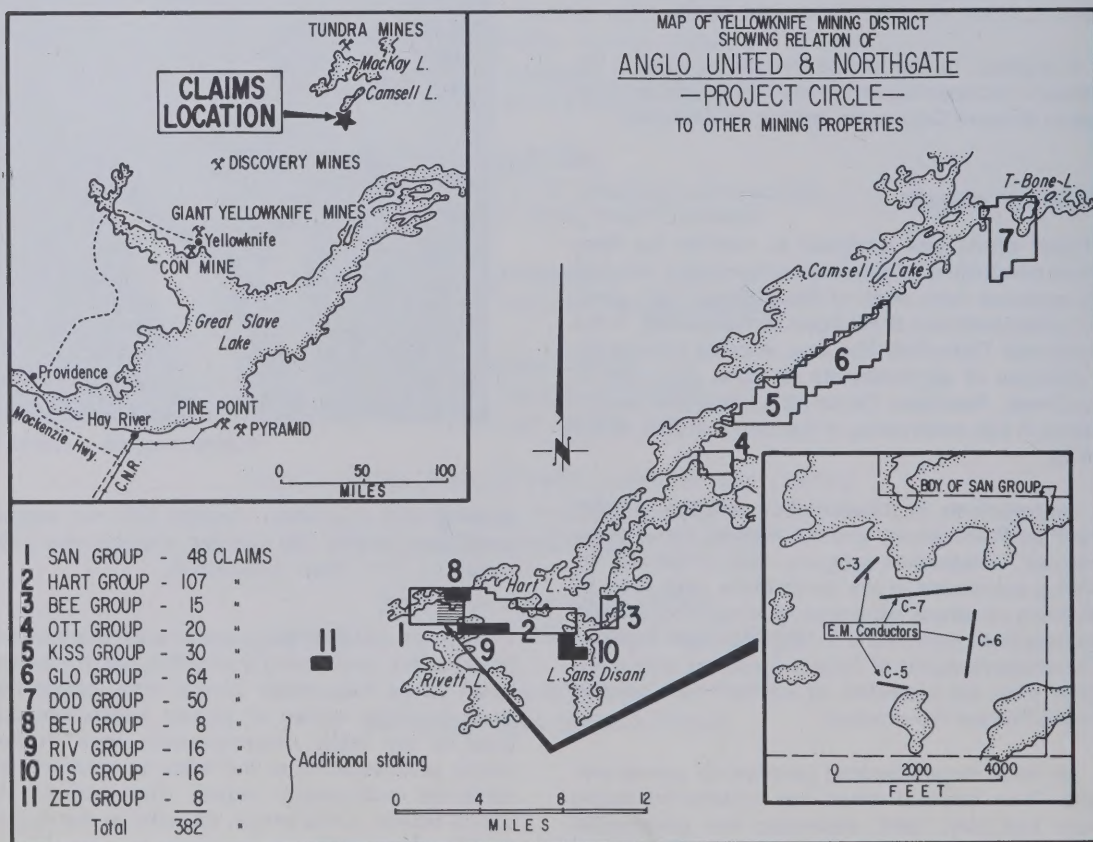 MAP OF YELLOWKNIFE MINING DISTRICT
SHOWING RELATION OF
ANGLO UNITED & NORTHGATE
—PROJECT CIRCLE—
TO OTHER MINING PROPERTIES
TUNDRA MINES
MacKay L.
Camsell L.
CLAIMS
LOCATION
DISCOVERY MINES
GIANT YELLOWKNIFE MINES
Yellowknife
CON MINE
Great Slave
Lake
Providence
Hay River
PINE POINT
PYRAMID
Mackenzie Hwy.
C.N.R.
0 50 100
MILES
T-Bone L.
7
Camsell Lake
6
5
4
N
8
Hart L.
3
1
2
9
10
11
Rivett L.
L. Sans Disant
0 4 8 12
MILES
BDY. OF SAN GROUP
C-3
C-7
E.M. Conductors
C-6
C-5
0 2000 4000
FEET
1 SAN GROUP - 48 CLAIMS
2 HART GROUP - 107 "
3 BEE GROUP - 15 "
4 OTT GROUP - 20 "
5 KISS GROUP - 30 "
6 GLO GROUP - 64 "
7 DOD GROUP - 50 "
8 BEU GROUP - 8 "
9 RIV GROUP - 16 "
10 DIS GROUP - 16 "
11 ZED GROUP - 8 "
Additional staking
Total 382 "